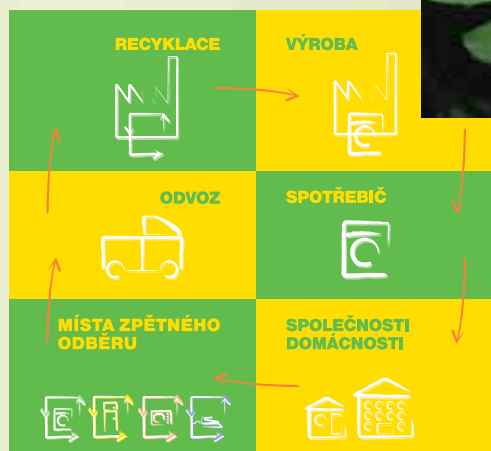 RECYKLACE
VÝROBA
ODVOZ
SPOTŘEBIČ
MÍSTA ZPĚTNÉHO
ODBĚRU
SPOLEČNOSTI
DOMÁCNOSTI